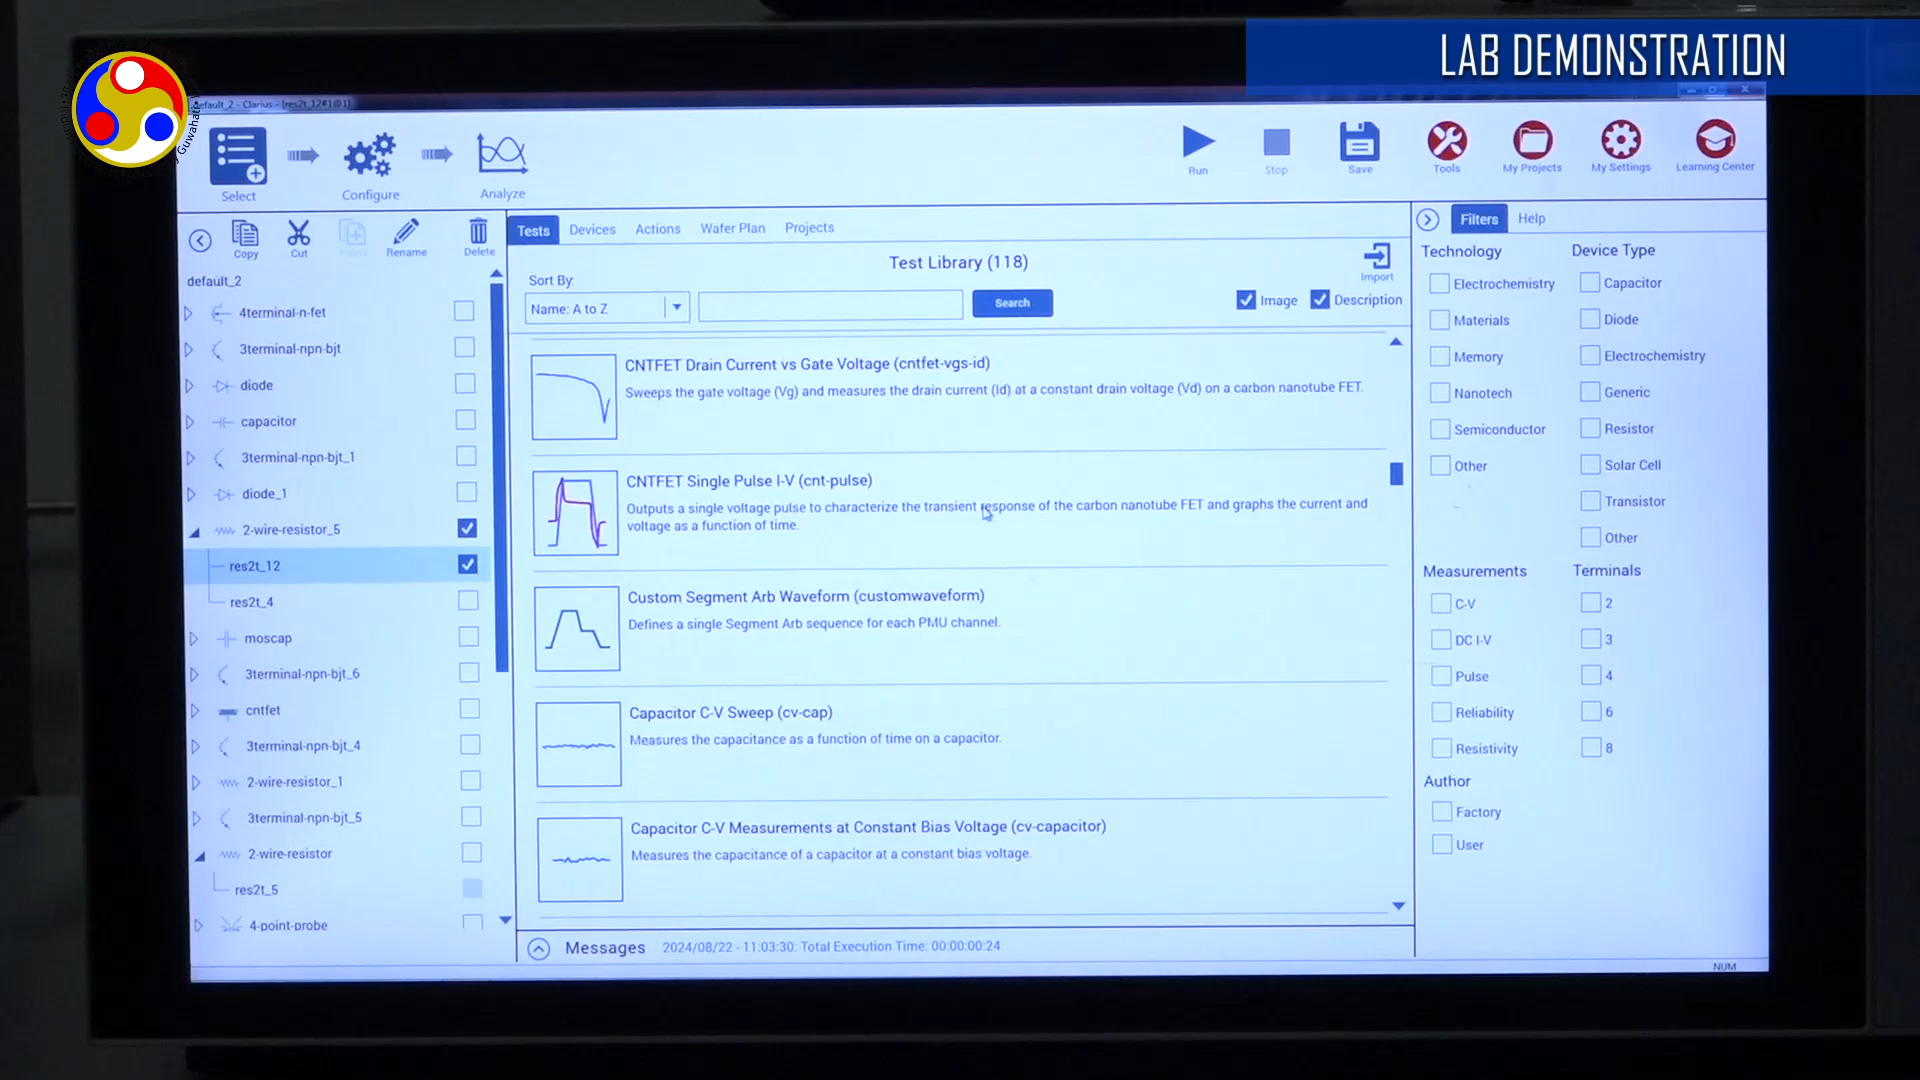 LAB DEMONSTRATION
Guwahati
default_2 - Clarius - [res2t_12#1@1]
Select
Configure
Analyze
Run
Stop
Save
Tools
My Projects
My Settings
Learning Center
Copy
Cut
Rename
Delete
default_2
4terminal-n-fet
3terminal-npn-bjt
diode
capacitor
3terminal-npn-bjt_1
diode_1
2-wire-resistor_5
res2t_12
res2t_4
moscap
3terminal-npn-bjt_6
cntfet
3terminal-npn-bjt_4
2-wire-resistor_1
3terminal-npn-bjt_5
2-wire-resistor
res2t_5
4-point-probe
Tests Devices Actions Wafer Plan Projects
Test Library (118)
Import
Sort By:
Name: A to Z
Search
Image
Description
CNTFET Drain Current vs Gate Voltage (cntfet-vgs-id)
Sweeps the gate voltage (Vg) and measures the drain current (Id) at a constant drain voltage (Vd) on a carbon nanotube FET.
CNTFET Single Pulse I-V (cnt-pulse)
Outputs a single voltage pulse to characterize the transient response of the carbon nanotube FET and graphs the current and
voltage as a function of time.
Custom Segment Arb Waveform (customwaveform)
Defines a single Segment Arb sequence for each PMU channel.
Capacitor C-V Sweep (cv-cap)
Measures the capacitance as a function of time on a capacitor.
Capacitor C-V Measurements at Constant Bias Voltage (cv-capacitor)
Measures the capacitance of a capacitor at a constant bias voltage.
Messages 2024/08/22 - 11:03:30: Total Execution Time: 00:00:00:24
Filters Help
Technology
Electrochemistry
Materials
Memory
Nanotech
Semiconductor
Other
Device Type
Capacitor
Diode
Electrochemistry
Generic
Resistor
Solar Cell
Transistor
Other
Measurements
C-V
DC I-V
Pulse
Reliability
Resistivity
Terminals
2
3
4
6
8
Author
Factory
User
NUM